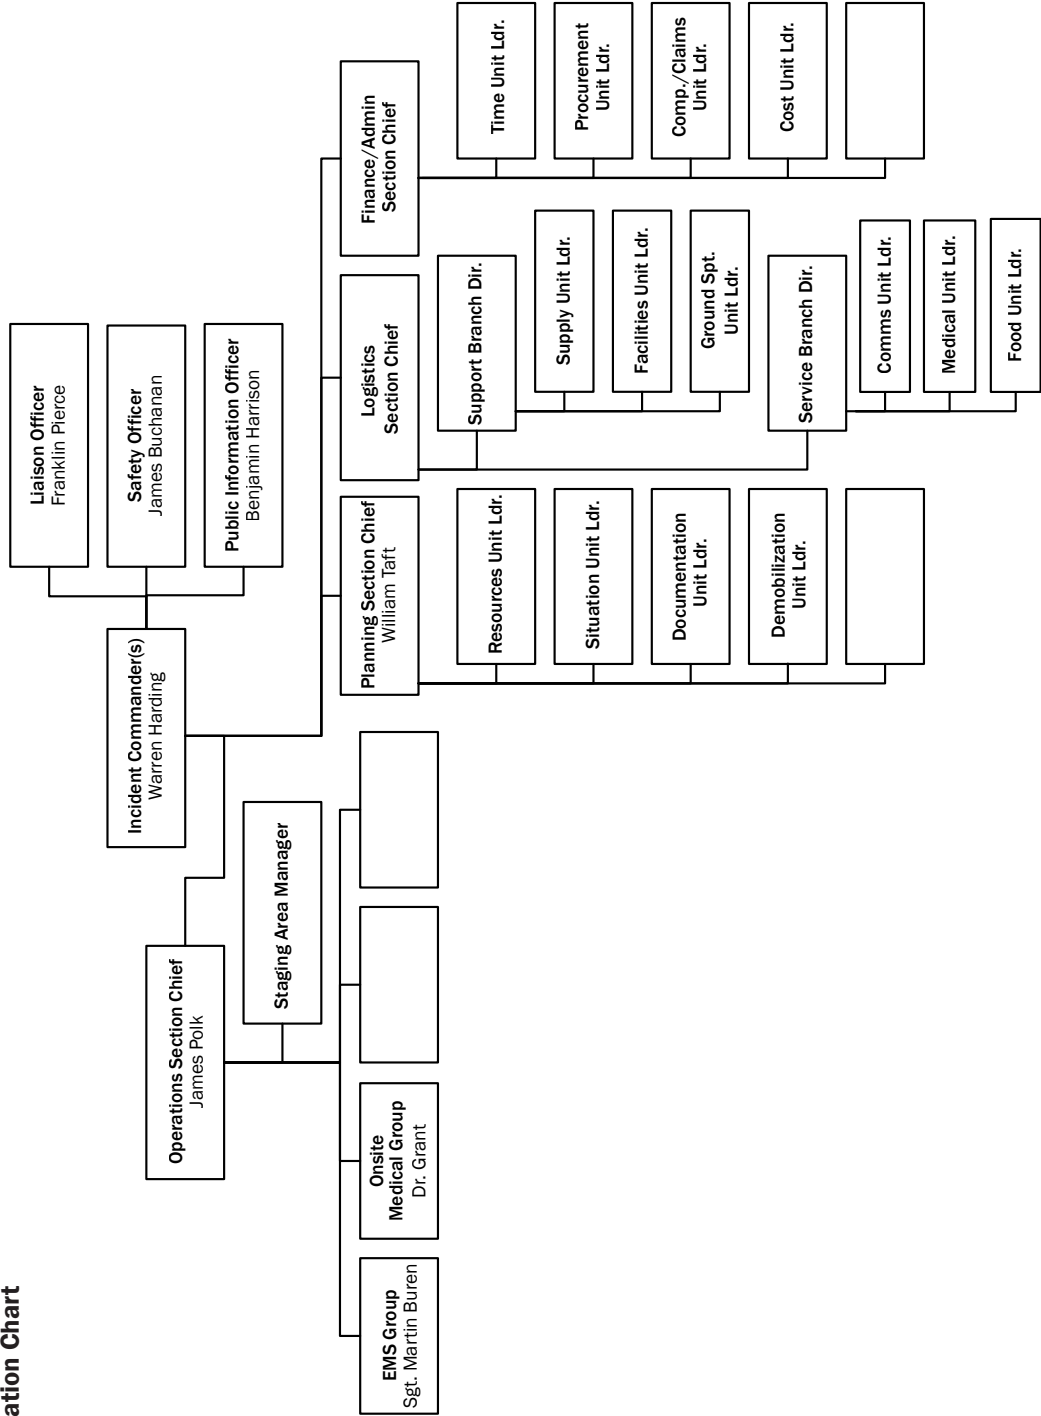 ation Chart
Liaison Officer
Franklin Pierce
Safety Officer
James Buchanan
Public Information Officer
Benjamin Harrison
Incident Commander(s)
Warren Harding
Operations Section Chief
James Polk
Staging Area Manager
EMS Group
Sgt. Martin Buren
Onsite
Medical Group
Dr. Grant
Planning Section Chief
William Taft
Resources Unit Ldr.
Situation Unit Ldr.
Documentation
Unit Ldr.
Demobilization
Unit Ldr.
Logistics
Section Chief
Support Branch Dir.
Supply Unit Ldr.
Facilities Unit Ldr.
Ground Spt.
Unit Ldr.
Service Branch Dir.
Comms Unit Ldr.
Medical Unit Ldr.
Food Unit Ldr.
Finance/Admin
Section Chief
Time Unit Ldr.
Procurement
Unit Ldr.
Comp./Claims
Unit Ldr.
Cost Unit Ldr.